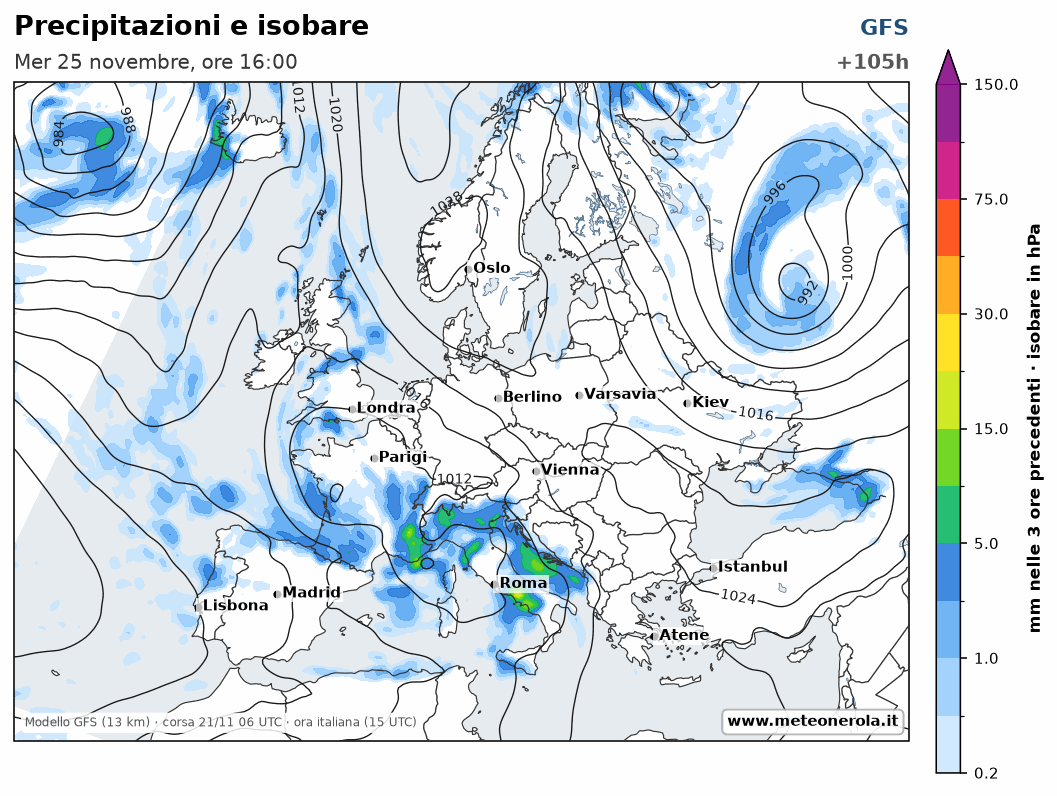 Precipitazioni e isobare
GFS
Mer 25 novembre, ore 16:00
+105h
984
988
1012
1020
1028
996
992
1000
1016
1016
1012
1024
Oslo
Londra
Berlino
Varsavia
Kiev
Parigi
Vienna
Istanbul
Roma
Madrid
Lisbona
Atene
150.0
75.0
30.0
15.0
5.0
1.0
0.2
mm nelle 3 ore precedenti · isobare in hPa
Modello GFS (13 km) · corsa 21/11 06 UTC · ora italiana (15 UTC)
www.meteonerola.it